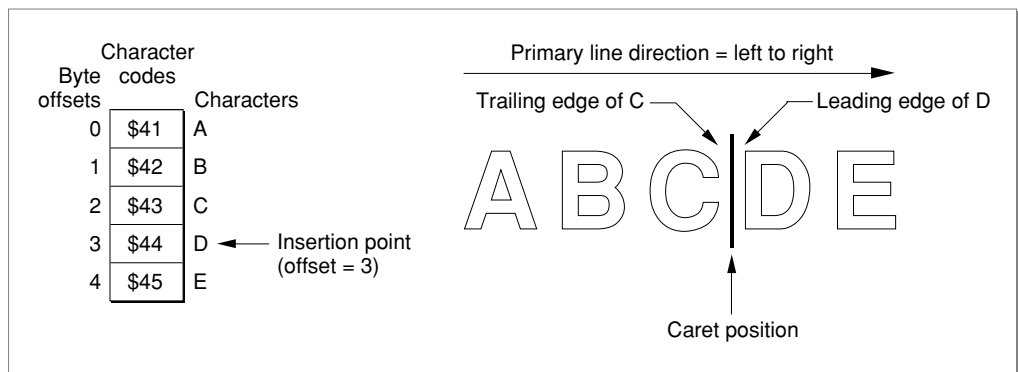 Character
codes
Byte
offsets
Characters
0 $41 A
1 $42 B
2 $43 C
3 $44 D
4 $45 E
Insertion point
(offset = 3)
Primary line direction = left to right
Trailing edge of C
Leading edge of D
A B C D E
Caret position